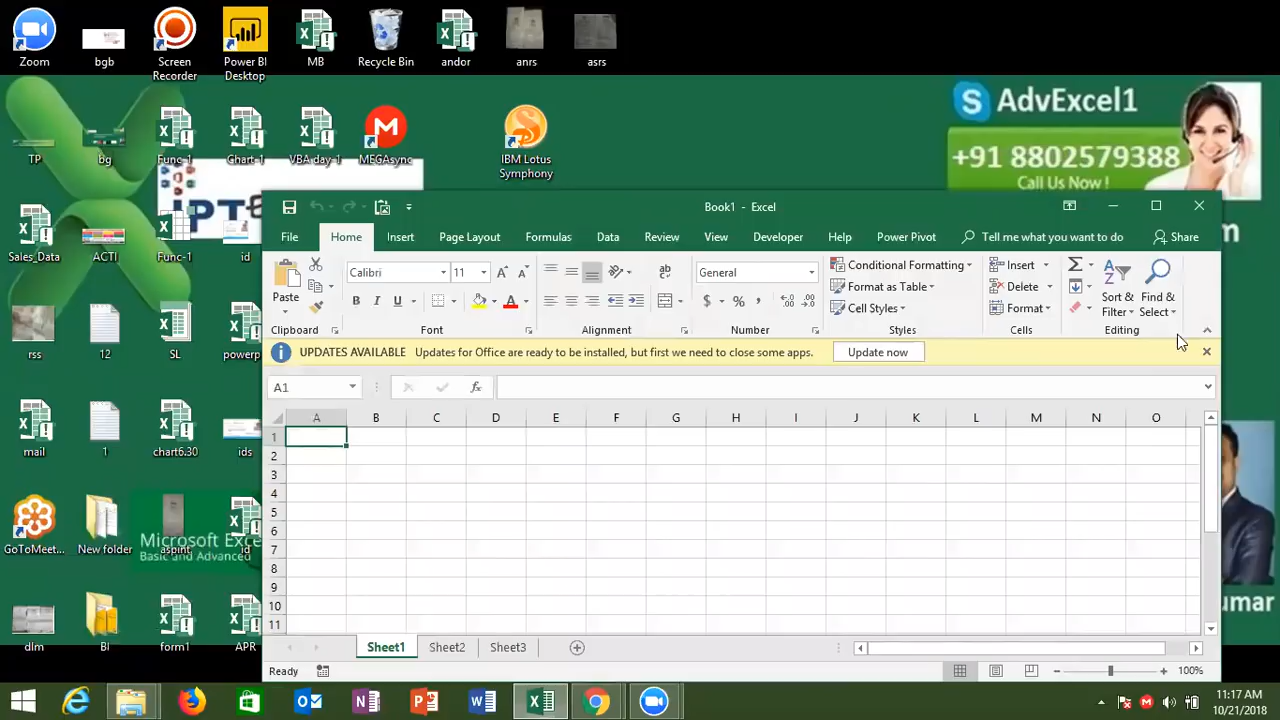 Zoom
bgb
Screen
Recorder
Power BI
Desktop
MB
Recycle Bin
andor
anrs
asrs
AdvExcel1
+91 8802579388
Call Us Now !
TP
bg
Func-1
Chart-1
VBA day-1
MEGAsync
IBM Lotus
Symphony
Book1 - Excel
File
Home
Insert
Page Layout
Formulas
Data
Review
View
Developer
Help
Power Pivot
Tell me what you want to do
Share
Sales_Data
ACTI
Func-1
id
Paste
Calibri
11
B I U
General
$ % ,
Conditional Formatting
Format as Table
Cell Styles
Insert
Delete
Format
Sort &
Filter
Find &
Select
Clipboard
Font
Alignment
Number
Styles
Cells
Editing
rss
12
SL
powerp
UPDATES AVAILABLE Updates for Office are ready to be installed, but first we need to close some apps.
Update now
A1
fx
A B C D E F G H I J K L M N O
1
2
3
4
5
6
7
8
9
10
11
mail
1
chart6.30
ids
GoToMeet...
New folder
Microsoft Exce
Basic and Advanced
aspint
id
umar
dlm
BI
form1
APR
Sheet1
Sheet2
Sheet3
Ready
100%
11:17 AM
10/21/2018